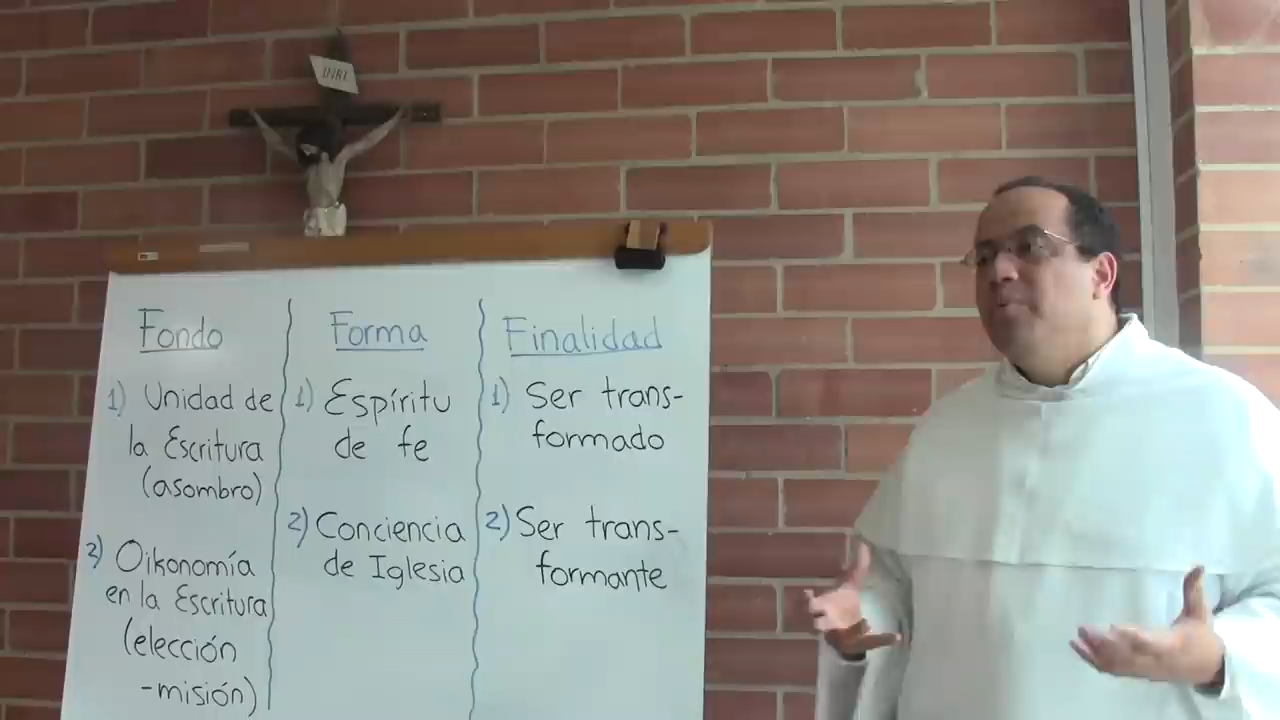 INRI
Fondo
1) Unidad de
la Escritura
(asombro)
2) Oikonomía
en la Escritura
(elección
-misión)
Forma
1) Espíritu
de fe
2) Conciencia
de Iglesia
Finalidad
1) Ser trans-
formado
2) Ser trans-
formante